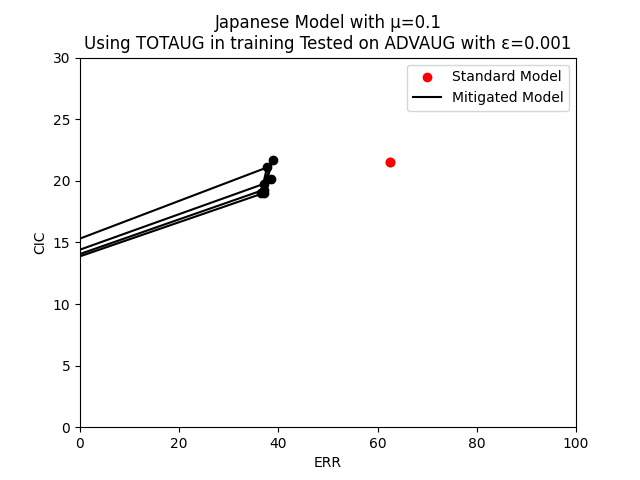 Japanese Model with μ=0.1
Using TOTAUG in training Tested on ADVAUG with ε=0.001
Standard Model
Mitigated Model
30
25
20
15
10
5
0
CIC
0 20 40 60 80 100
ERR